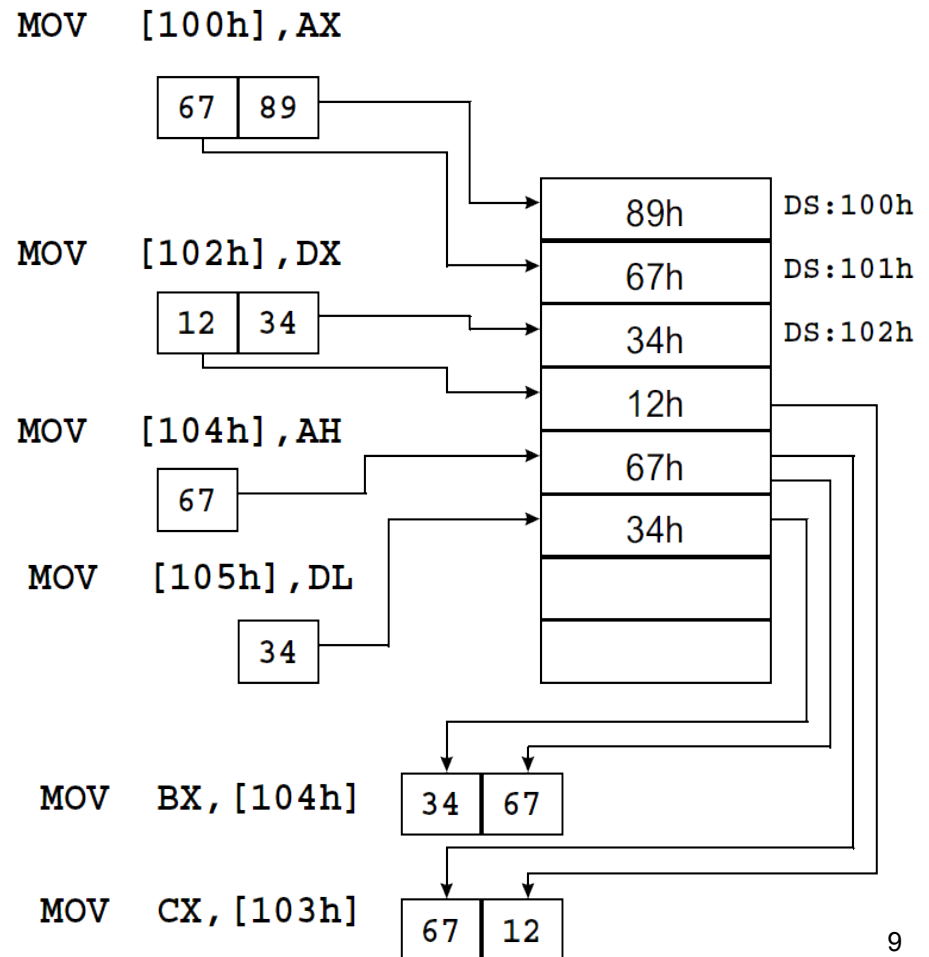 MOV [100h],AX
67 89
89h DS:100h
MOV [102h],DX 67h DS:101h
12 34 34h DS:102h
12h
MOV [104h],AH
67h
67
34h
MOV [105h],DL
34
MOV BX,[104h] 34 67
MOV CX,[103h] 67 12
9